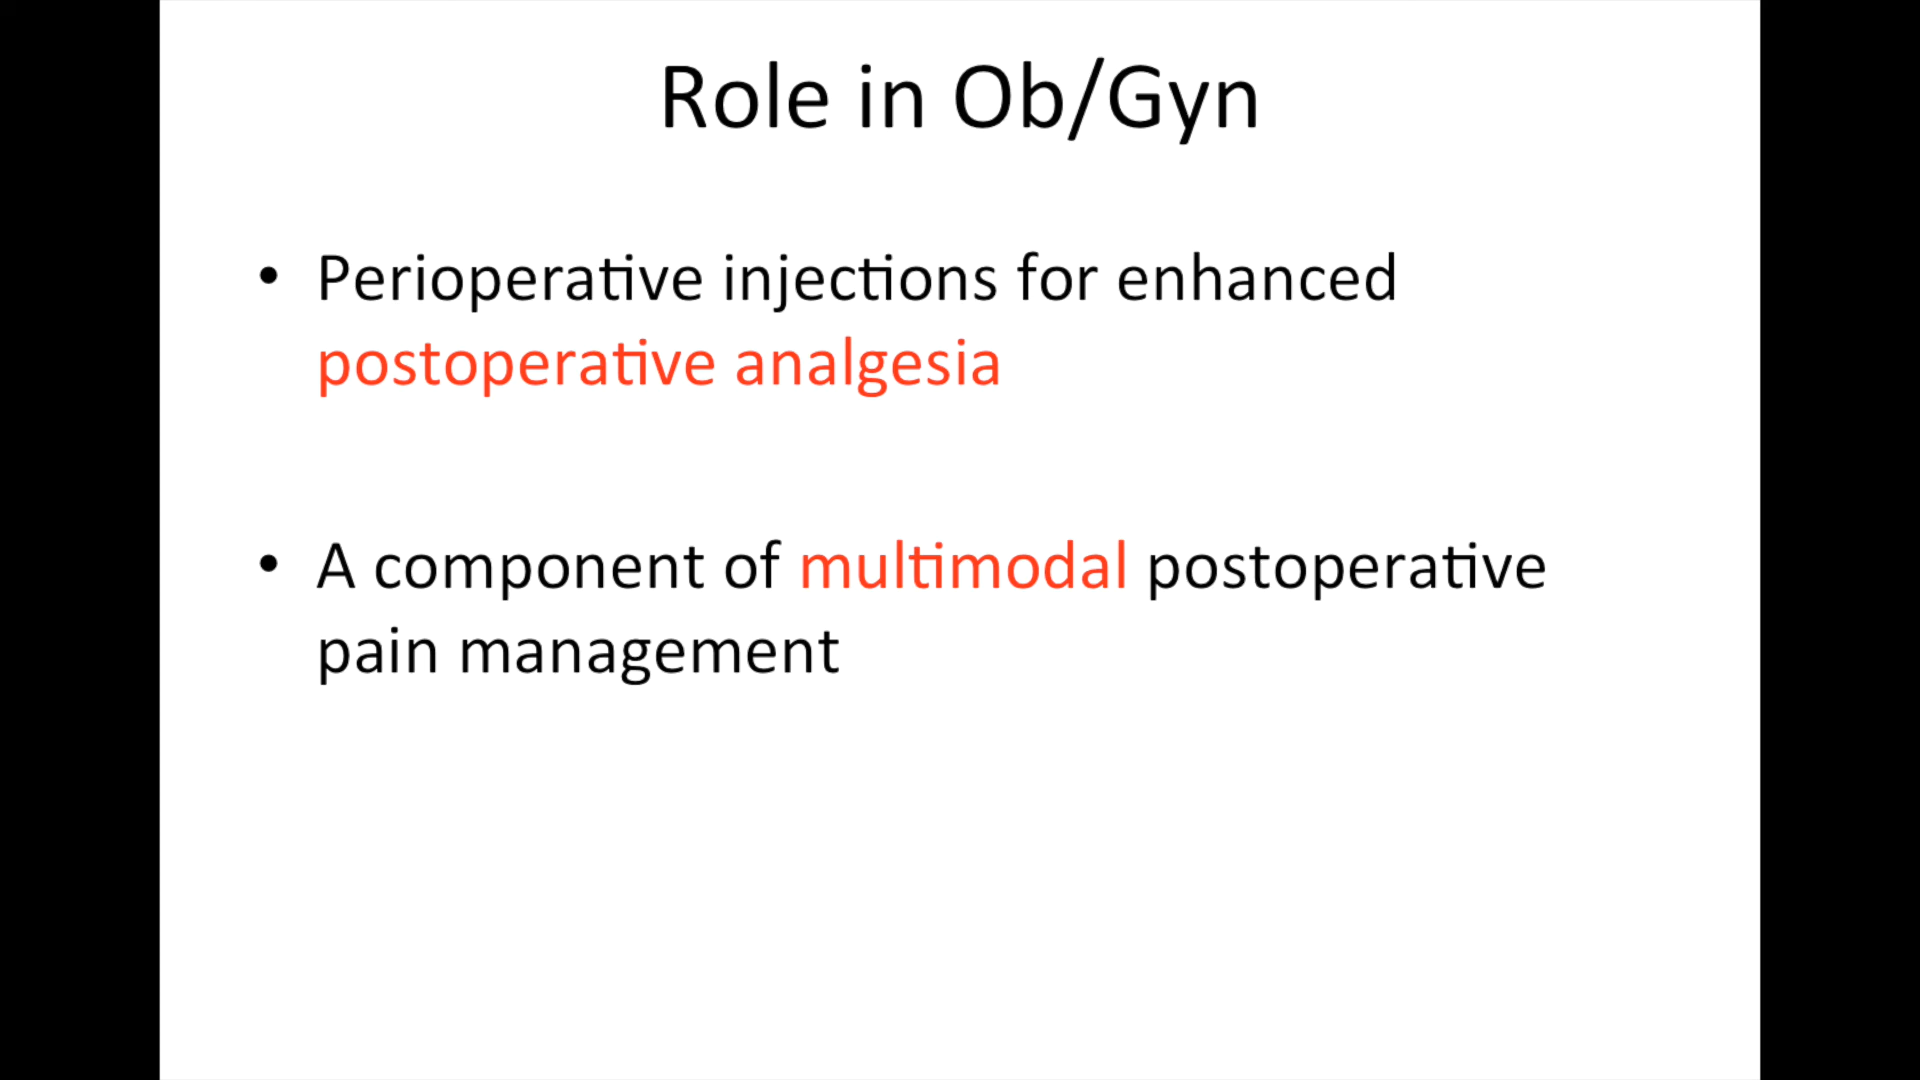 Role in Ob/Gyn
• Perioperative injections for enhanced
postoperative analgesia
• A component of multimodal postoperative
pain management